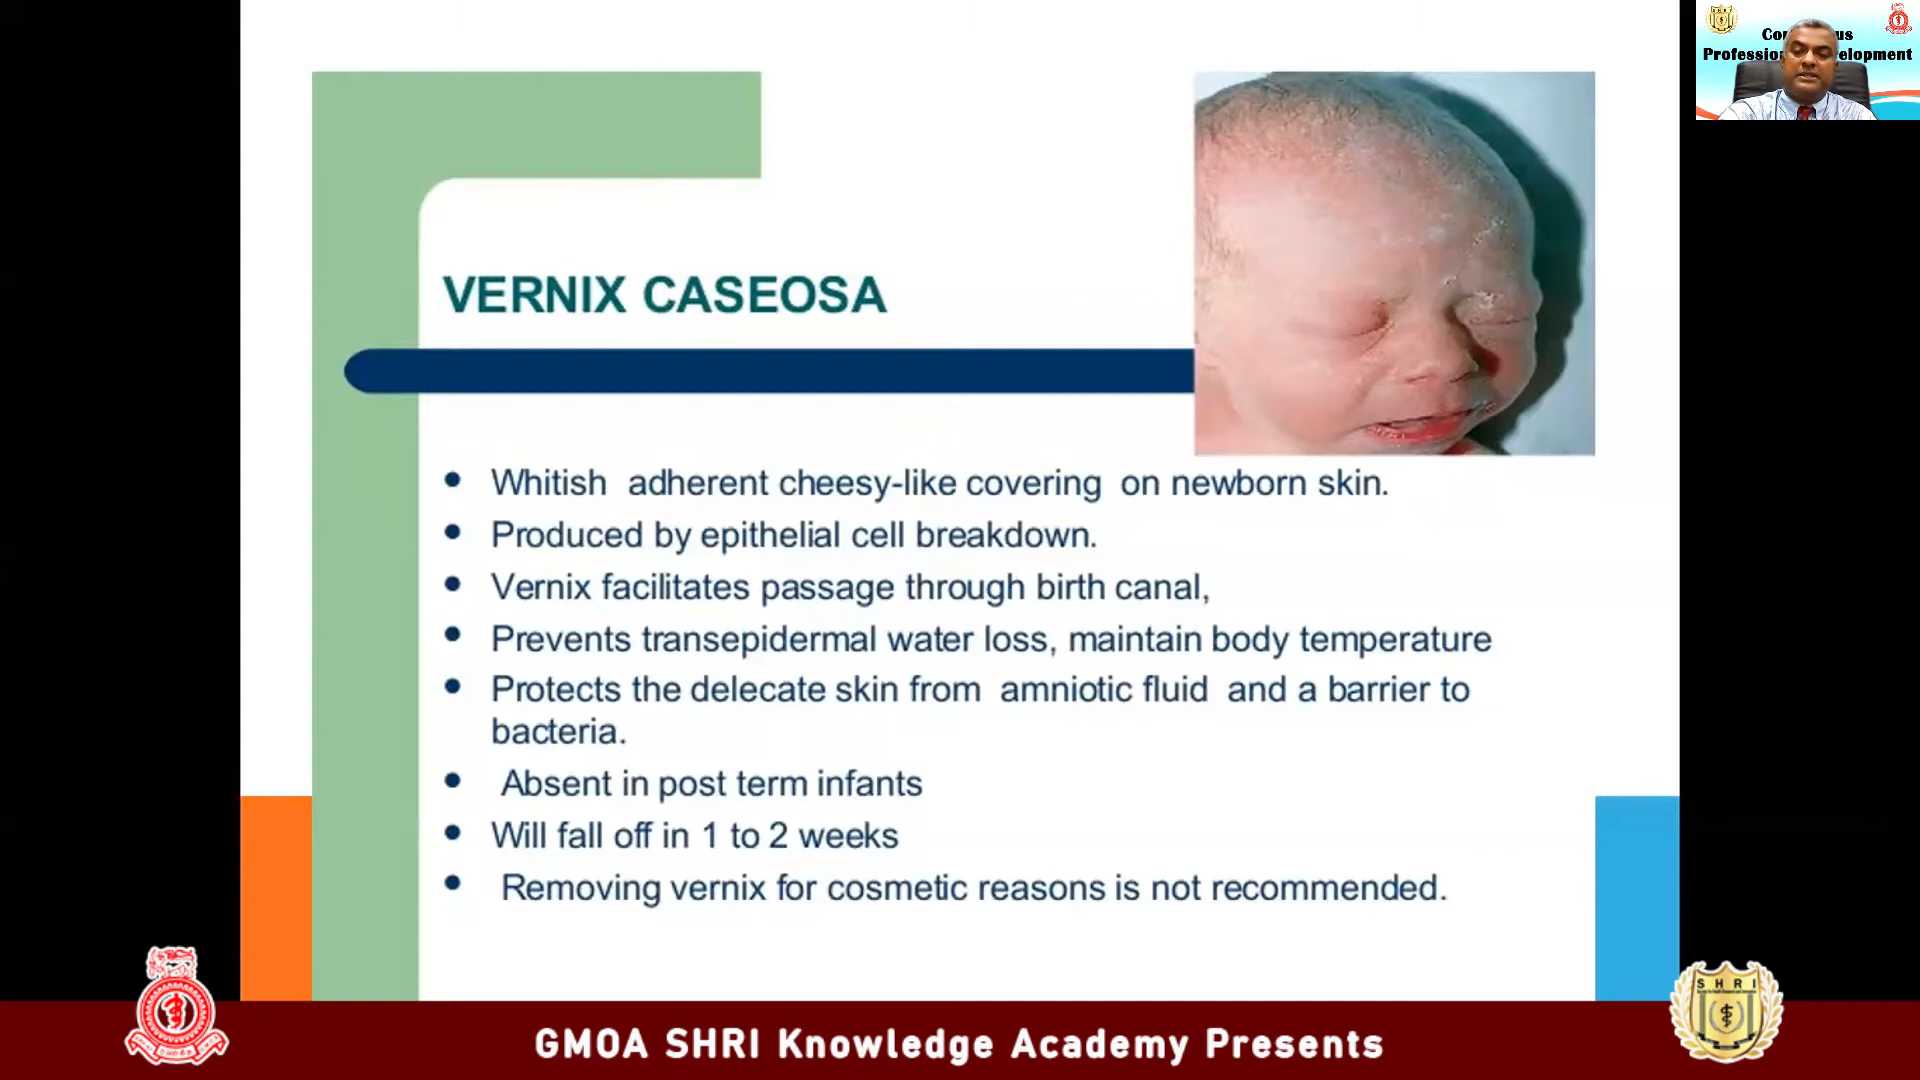 VERNIX CASEOSA
• Whitish adherent cheesy-like covering on newborn skin.
• Produced by epithelial cell breakdown.
• Vernix facilitates passage through birth canal,
• Prevents transepidermal water loss, maintain body temperature
• Protects the delecate skin from amniotic fluid and a barrier to
bacteria.
• Absent in post term infants
• Will fall off in 1 to 2 weeks
• Removing vernix for cosmetic reasons is not recommended.
SHRI
GMOA SHRI Knowledge Academy Presents